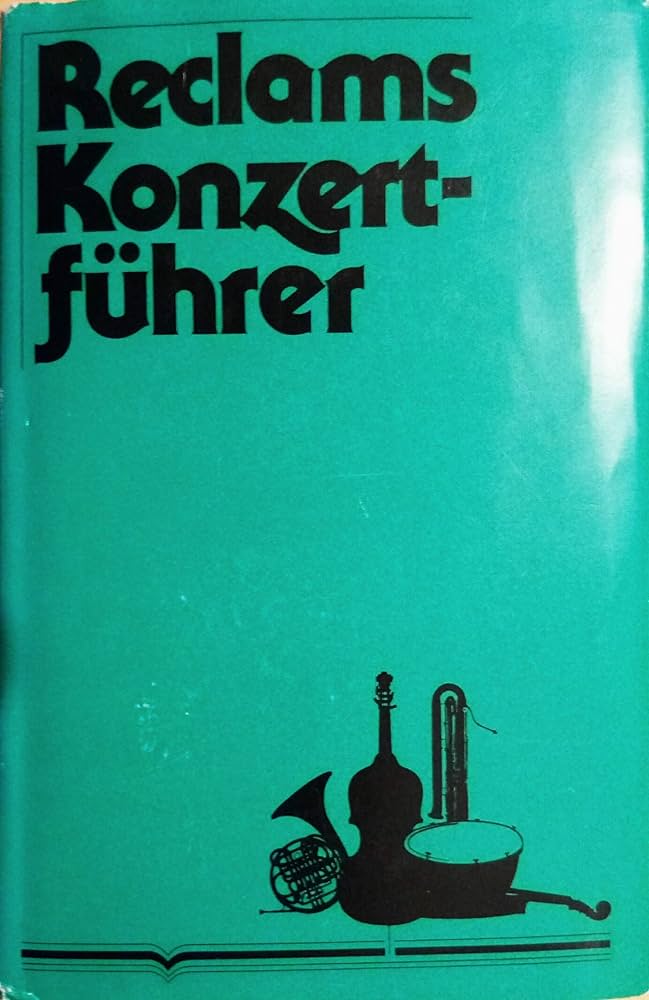 Reclams
Konzert-
führer